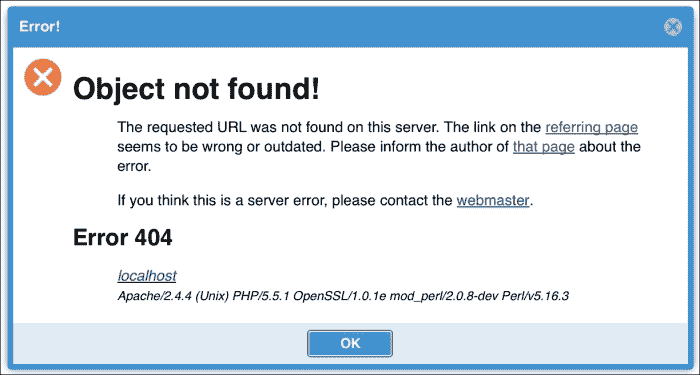 Error!
Object not found!
The requested URL was not found on this server. The link on the referring page
seems to be wrong or outdated. Please inform the author of that page about the
error.
If you think this is a server error, please contact the webmaster.
Error 404
localhost
Apache/2.4.4 (Unix) PHP/5.5.1 OpenSSL/1.0.1e mod_perl/2.0.8-dev Perl/v5.16.3
OK